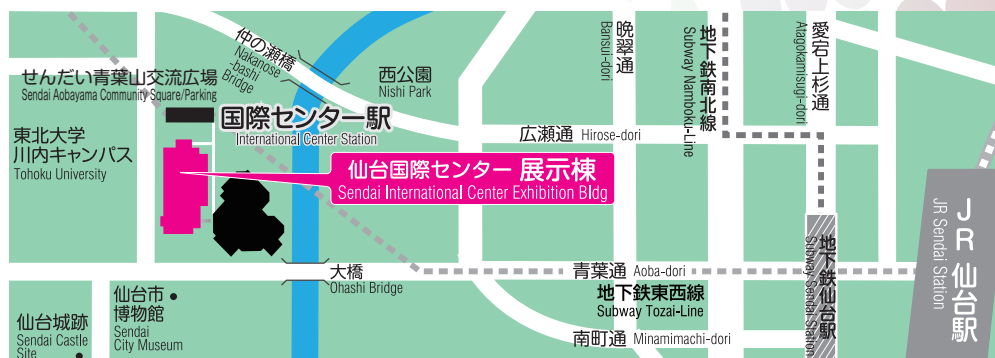 仲の瀬橋
Nakanose
-bashi
Bridge
せんだい青葉山交流広場
Sendai Aobayama Community Square/Parking
西公園
Nishi Park
晩翠通
Bansui-dori
地下鉄南北線
Subway Namboku-Line
愛宕上杉通
Atagokamisugi-dori
国際センター駅
International Center Station
東北大学
川内キャンパス
Tohoku University
広瀬通 Hirose-dori
仙台国際センター 展示棟
Sendai International Center Exhibition Bldg
JR仙台駅
JR Sendai Station
地下鉄仙台駅
Subway Sendai Station
大橋
Ohashi Bridge
青葉通 Aoba-dori
地下鉄東西線
Subway Tozai-Line
南町通 Minamimachi-dori
仙台市
博物館
Sendai
City Museum
仙台城跡
Sendai Castle
Site